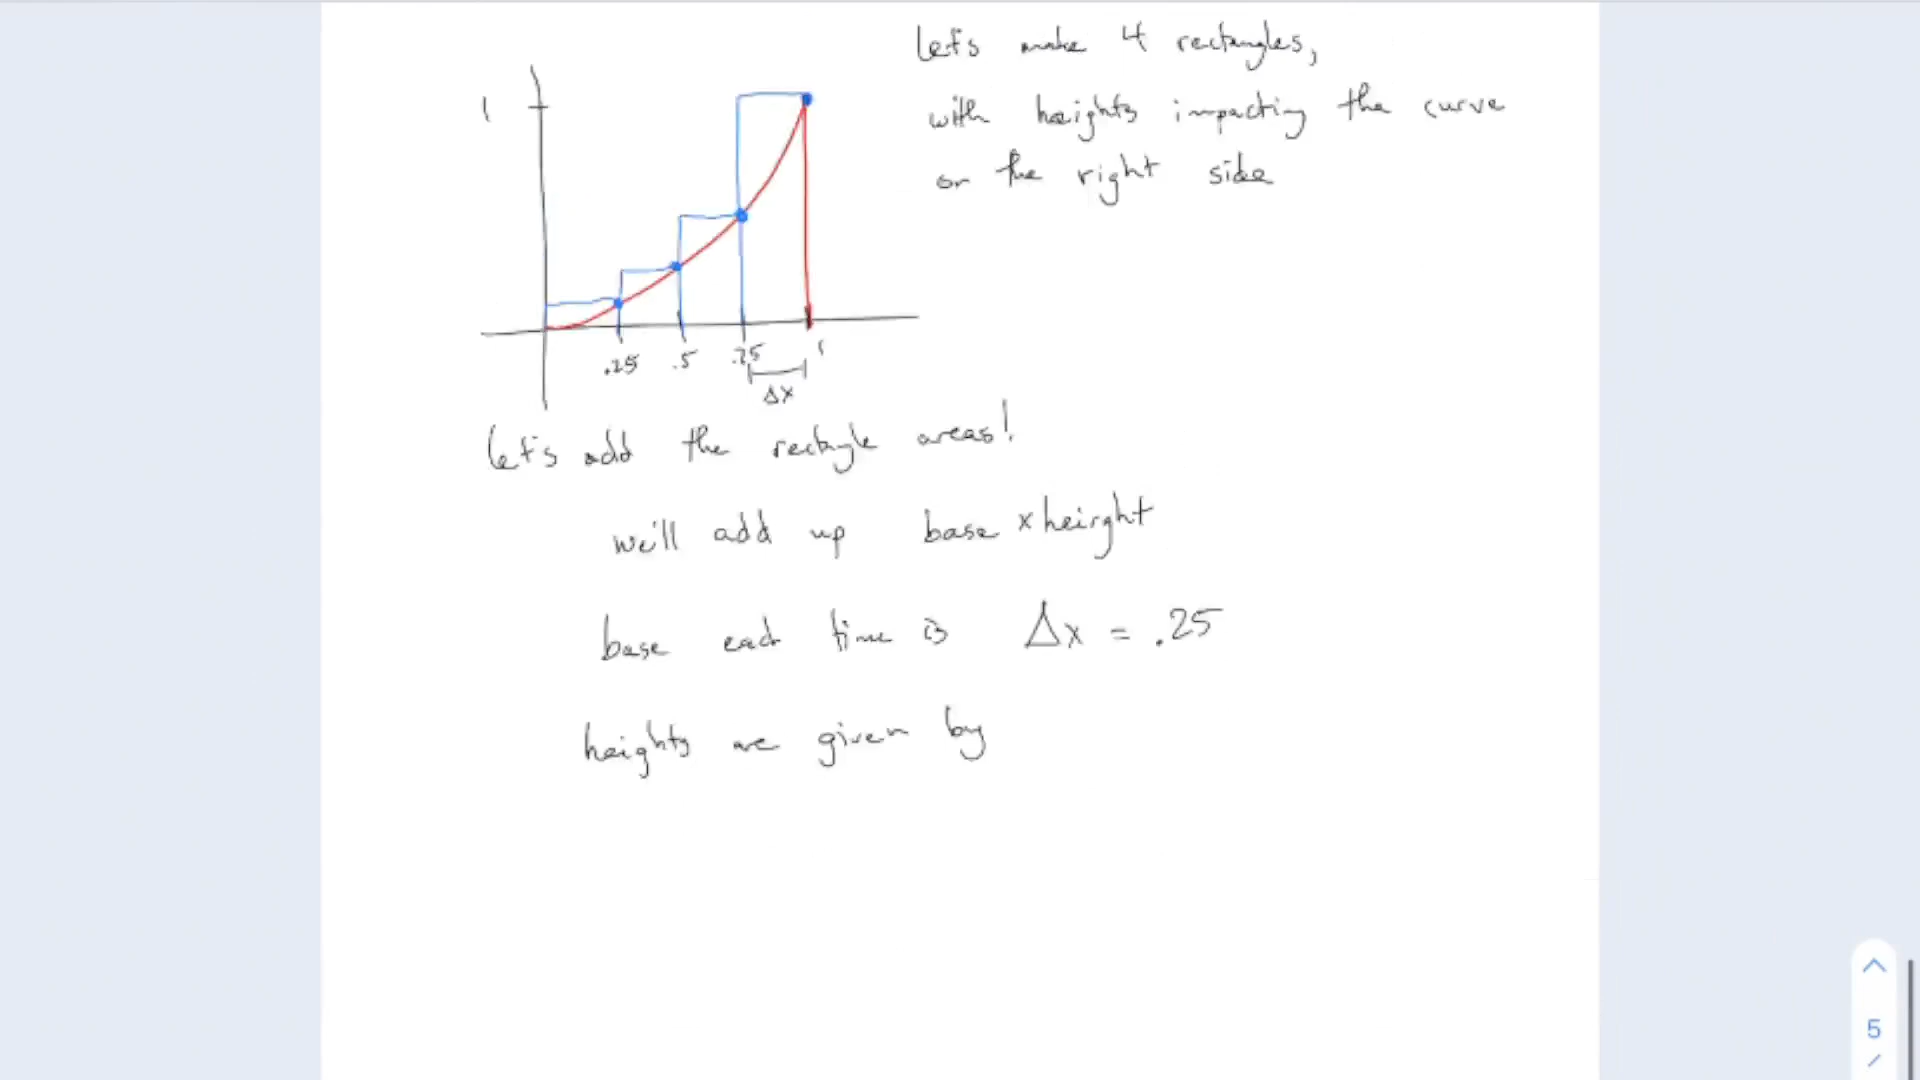 let's make 4 rectangles,
with heights impacting the curve
on the right side
1
.25 .5 .75 1
Δx
let's add the rectangle areas!
we'll add up base x heirght
base each time is Δx = .25
heights are given by
5